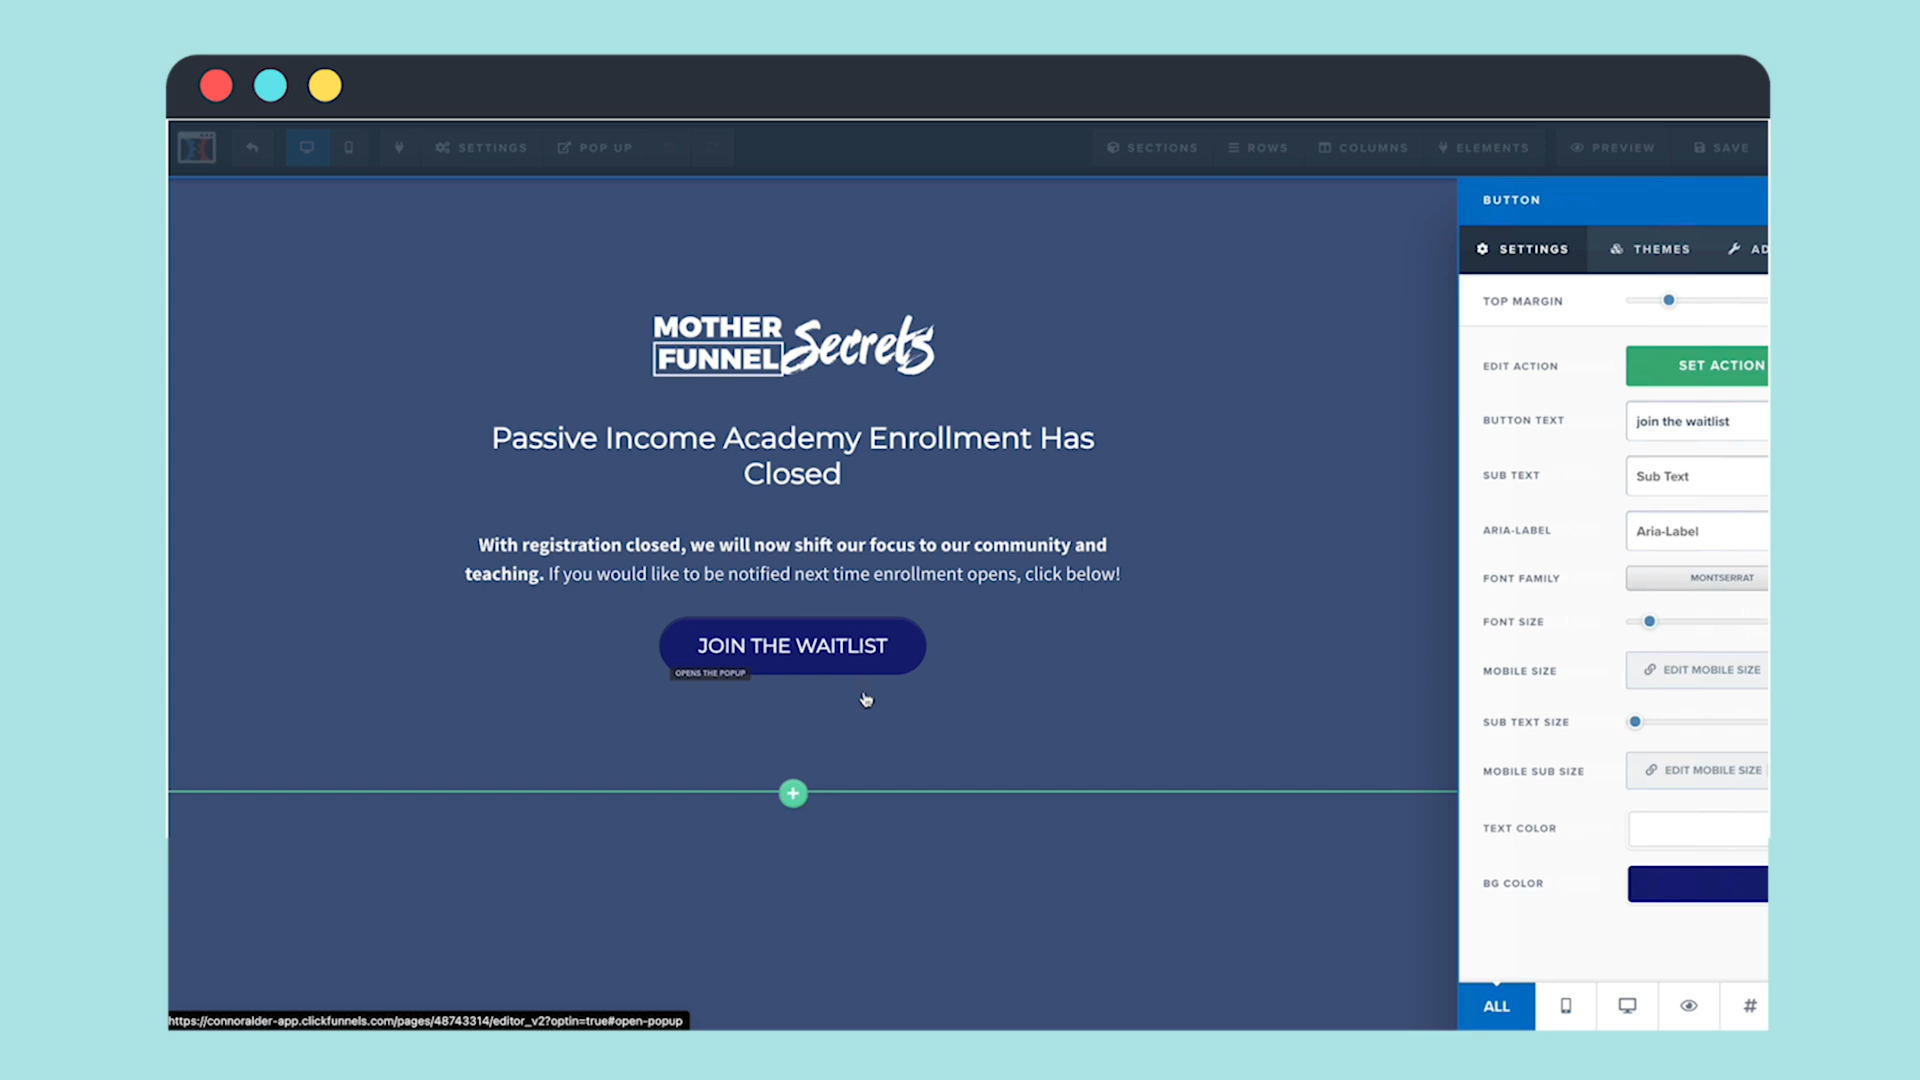 SETTINGS
POP UP
SECTIONS
ROWS
COLUMNS
ELEMENTS
PREVIEW
SAVE
MOTHER
FUNNEL
Secrets
Passive Income Academy Enrollment Has
Closed
With registration closed, we will now shift our focus to our community and
teaching. If you would like to be notified next time enrollment opens, click below!
JOIN THE WAITLIST
OPENS THE POPUP
https://connoralder-app.clickfunnels.com/pages/48743314/editor_v2?optin=true#open-popup
BUTTON
SETTINGS
THEMES
AD
TOP MARGIN
EDIT ACTION
SET ACTION
BUTTON TEXT
join the waitlist
SUB TEXT
Sub Text
ARIA-LABEL
Aria-Label
FONT FAMILY
MONTSERRAT
FONT SIZE
MOBILE SIZE
EDIT MOBILE SIZE
SUB TEXT SIZE
MOBILE SUB SIZE
EDIT MOBILE SIZE
TEXT COLOR
BG COLOR
ALL
#